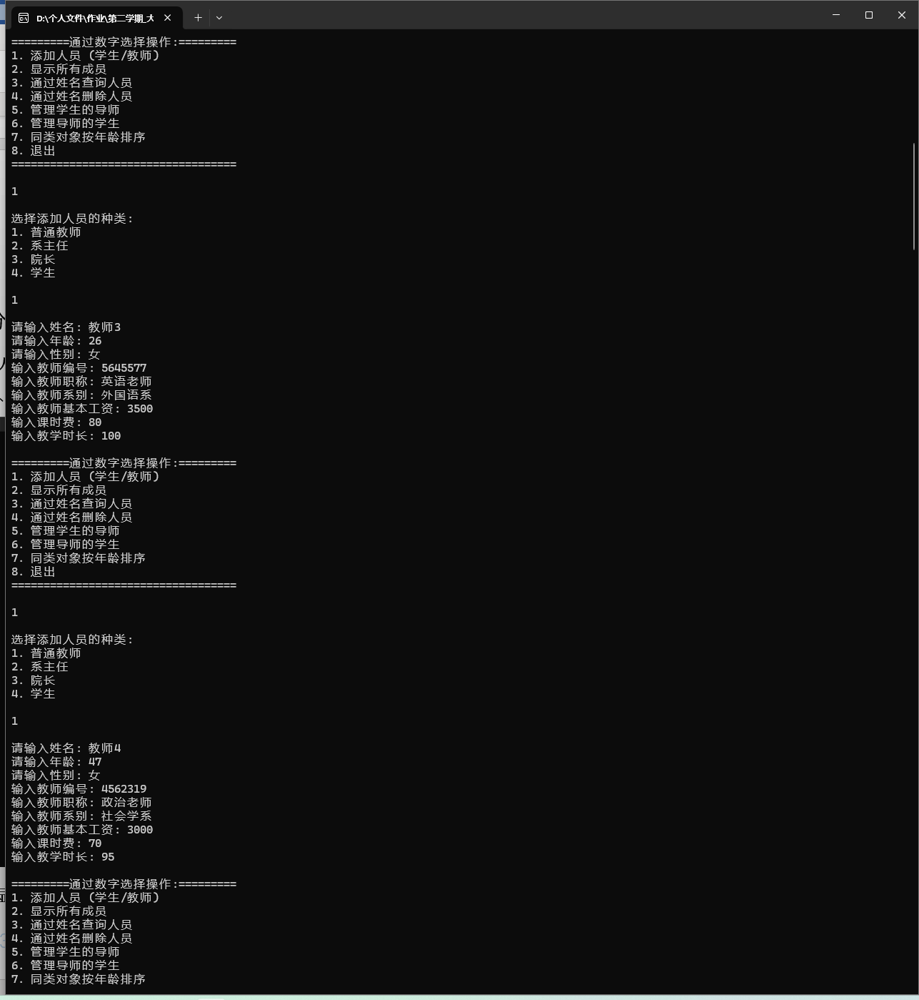 D:\个人文件\作业\第二学期_大
=========通过数字选择操作:=========
1. 添加人员 (学生/教师)
2. 显示所有成员
3. 通过姓名查询人员
4. 通过姓名删除人员
5. 管理学生的导师
6. 管理导师的学生
7. 同类对象按年龄排序
8. 退出
===================================
1
选择添加人员的种类:
1. 普通教师
2. 系主任
3. 院长
4. 学生
1
请输入姓名: 教师3
请输入年龄: 26
请输入性别: 女
输入教师编号: 5645577
输入教师职称: 英语老师
输入教师系别: 外国语系
输入教师基本工资: 3500
输入课时费: 80
输入教学时长: 100
=========通过数字选择操作:=========
1. 添加人员 (学生/教师)
2. 显示所有成员
3. 通过姓名查询人员
4. 通过姓名删除人员
5. 管理学生的导师
6. 管理导师的学生
7. 同类对象按年龄排序
8. 退出
===================================
1
选择添加人员的种类:
1. 普通教师
2. 系主任
3. 院长
4. 学生
1
请输入姓名: 教师4
请输入年龄: 47
请输入性别: 女
输入教师编号: 4562319
输入教师职称: 政治老师
输入教师系别: 社会学系
输入教师基本工资: 3000
输入课时费: 70
输入教学时长: 95
=========通过数字选择操作:=========
1. 添加人员 (学生/教师)
2. 显示所有成员
3. 通过姓名查询人员
4. 通过姓名删除人员
5. 管理学生的导师
6. 管理导师的学生
7. 同类对象按年龄排序